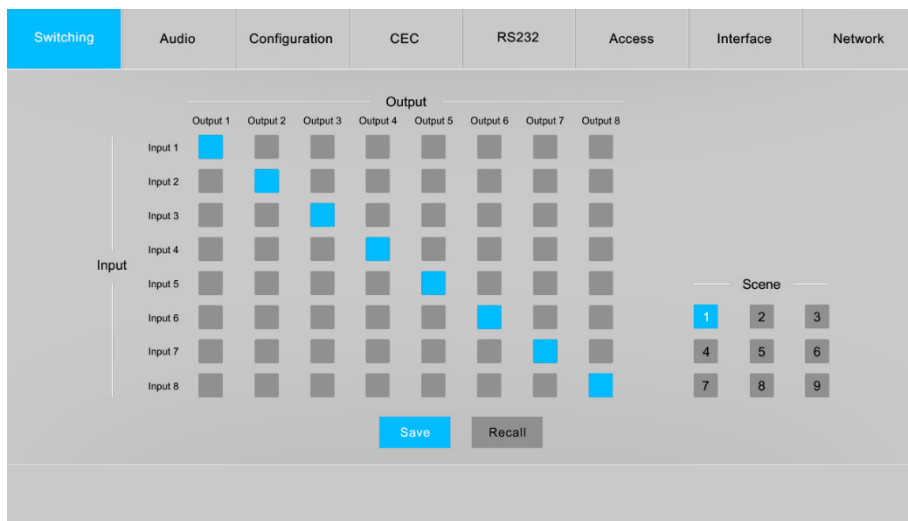 Switching Audio Configuration CEC RS232 Access Interface Network
Output
Output 1 Output 2 Output 3 Output 4 Output 5 Output 6 Output 7 Output 8
Input 1
Input 2
Input 3
Input 4
Input
Input 5
Input 6
Input 7
Input 8
Scene
1 2 3
4 5 6
7 8 9
Save Recall